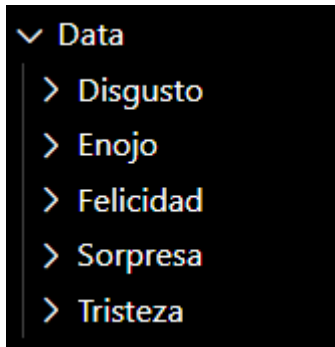 Data
Disgusto
Enojo
Felicidad
Sorpresa
Tristeza